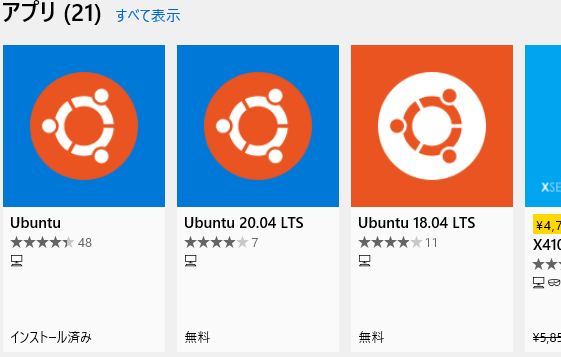 アプリ (21) すべて表示
Ubuntu
48
インストール済み
Ubuntu 20.04 LTS
7
無料
Ubuntu 18.04 LTS
11
無料